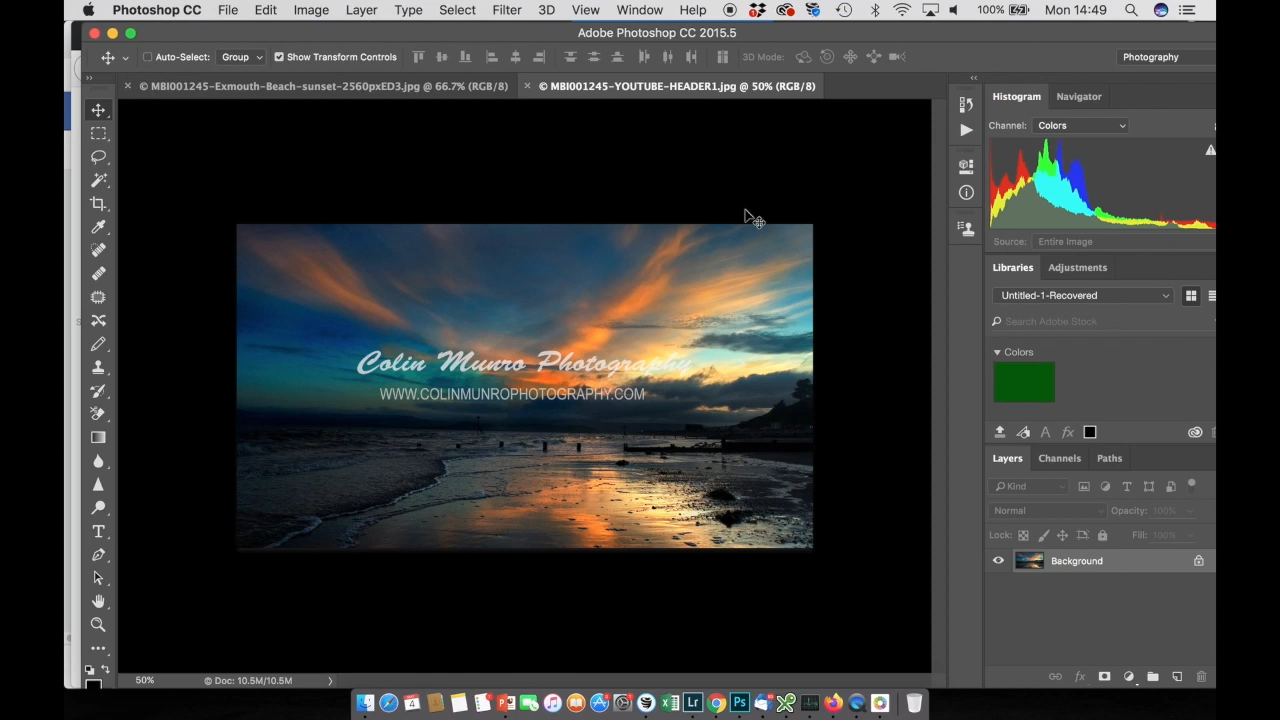 Photoshop CC File Edit Image Layer Type Select Filter 3D View Window Help 100% Mon 14:49
Adobe Photoshop CC 2015.5
Auto-Select: Group Show Transform Controls 3D Mode: Photography
© MBI001245-Exmouth-Beach-sunset-2560pxED3.jpg @ 66.7% (RGB/8) © MBI001245-YOUTUBE-HEADER1.jpg @ 50% (RGB/8)
Histogram Navigator
Channel: Colors
Source: Entire Image
Libraries Adjustments
Untitled-1-Recovered
Search Adobe Stock
Colors
Colin Munro Photography
WWW.COLINMUNROPHOTOGRAPHY.COM
Layers Channels Paths
Kind
Normal Opacity: 100%
Lock: Fill: 100%
Background
fx
50% © Doc: 10.5M/10.5M
Lr Ps